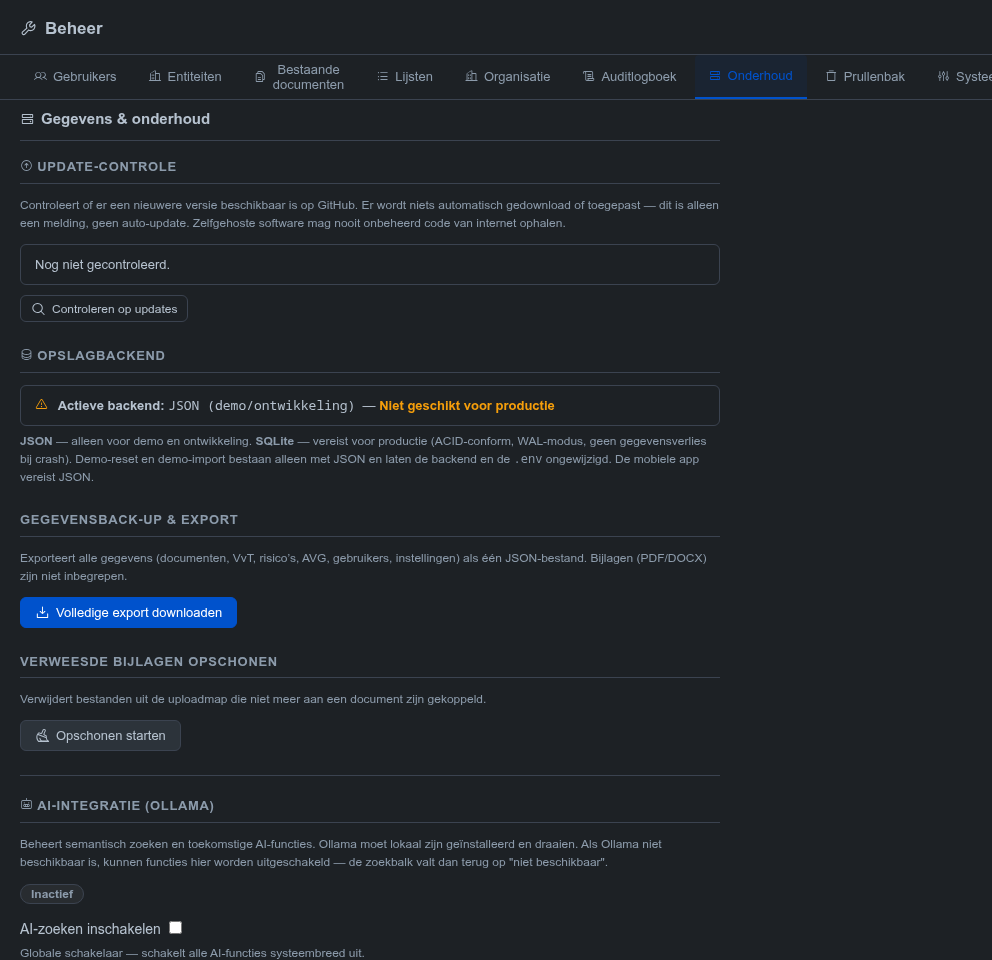 Beheer
Gebruikers
Entiteiten
Bestaande
documenten
Lijsten
Organisatie
Auditlogboek
Onderhoud
Prullenbak
Systee
Gegevens & onderhoud
UPDATE-CONTROLE
Controleert of er een nieuwere versie beschikbaar is op GitHub. Er wordt niets automatisch gedownload of toegepast — dit is alleen
een melding, geen auto-update. Zelfgehoste software mag nooit onbeheerd code van internet ophalen.
Nog niet gecontroleerd.
Controleren op updates
OPSLAGBACKEND
Actieve backend: JSON (demo/ontwikkeling) — Niet geschikt voor productie
JSON — alleen voor demo en ontwikkeling. SQLite — vereist voor productie (ACID-conform, WAL-modus, geen gegevensverlies
bij crash). Demo-reset en demo-import bestaan alleen met JSON en laten de backend en de .env ongewijzigd. De mobiele app
vereist JSON.
GEGEVENSBACK-UP & EXPORT
Exporteert alle gegevens (documenten, VvT, risico's, AVG, gebruikers, instellingen) als één JSON-bestand. Bijlagen (PDF/DOCX)
zijn niet inbegrepen.
Volledige export downloaden
VERWEESDE BIJLAGEN OPSCHONEN
Verwijdert bestanden uit de uploadmap die niet meer aan een document zijn gekoppeld.
Opschonen starten
AI-INTEGRATIE (OLLAMA)
Beheert semantisch zoeken en toekomstige AI-functies. Ollama moet lokaal zijn geïnstalleerd en draaien. Als Ollama niet
beschikbaar is, kunnen functies hier worden uitgeschakeld — de zoekbalk valt dan terug op "niet beschikbaar".
Inactief
AI-zoeken inschakelen
Globale schakelaar — schakelt alle AI-functies systeembreed uit.